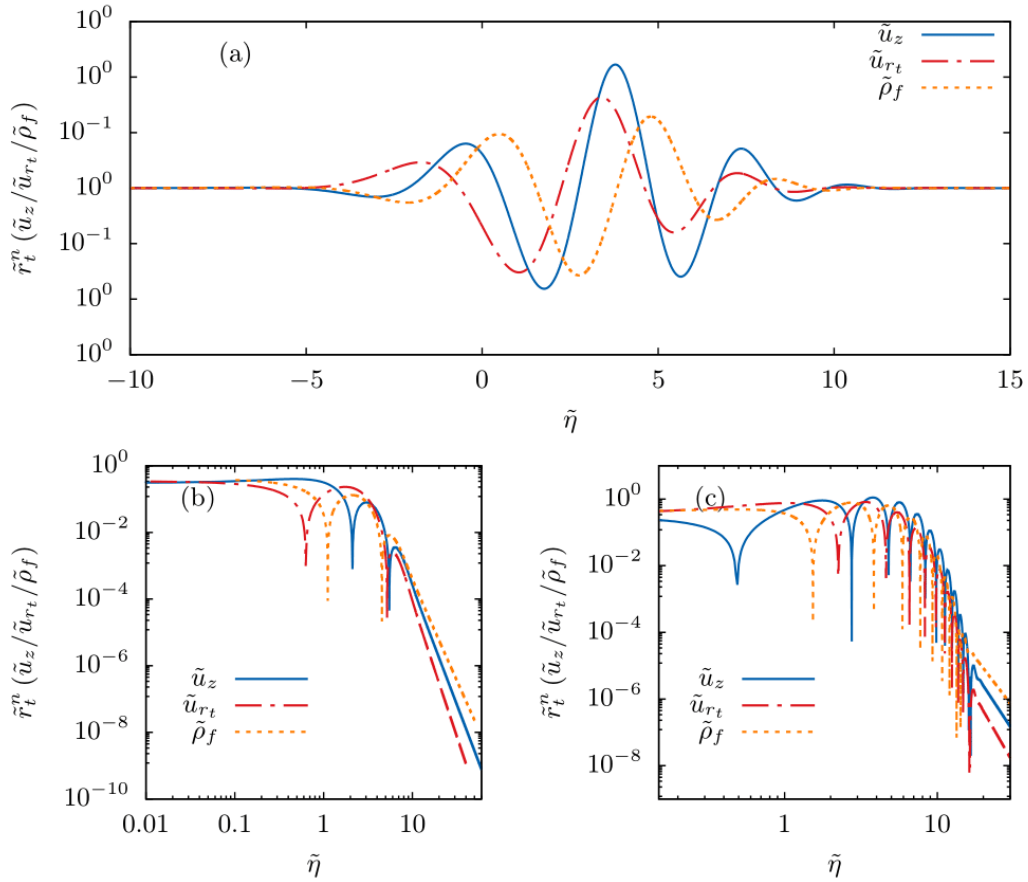 (a)
ũ_z
ũ_{r_t}
ρ̃_f
r̃_t^n (ũ_z/ũ_{r_t}/ρ̃_f)
10^0
10^0
10^{-1}
10^0
10^{-1}
10^0
10^0
−10
−5
0
5
10
15
η̃
(b)
r̃_t^n (ũ_z/ũ_{r_t}/ρ̃_f)
10^0
10^{-2}
10^{-4}
10^{-6}
10^{-8}
10^{-10}
ũ_z
ũ_{r_t}
ρ̃_f
0.01
0.1
1
10
η̃
(c)
r̃_t^n (ũ_z/ũ_{r_t}/ρ̃_f)
10^0
10^{-2}
10^{-4}
10^{-6}
10^{-8}
ũ_z
ũ_{r_t}
ρ̃_f
1
10
η̃